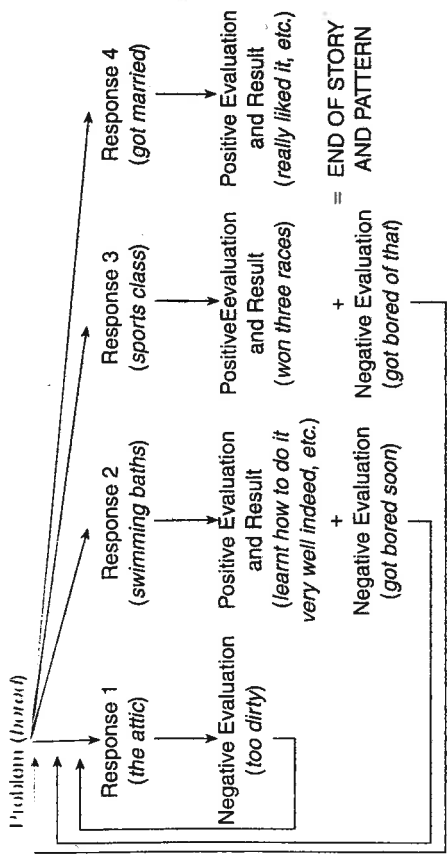 Problem (bored)
Response 1
(the attic)
Negative Evaluation
(too dirty)
Response 2
(swimming baths)
Positive Evaluation
and Result
(learnt how to do it
very well indeed, etc.)
+
Negative Evaluation
(got bored soon)
Response 3
(sports class)
PositiveEevaluation
and Result
(won three races)
+
Negative Evaluation
(got bored of that)
Response 4
(got married)
Positive Evaluation
and Result
(really liked it, etc.)
= END OF STORY
AND PATTERN